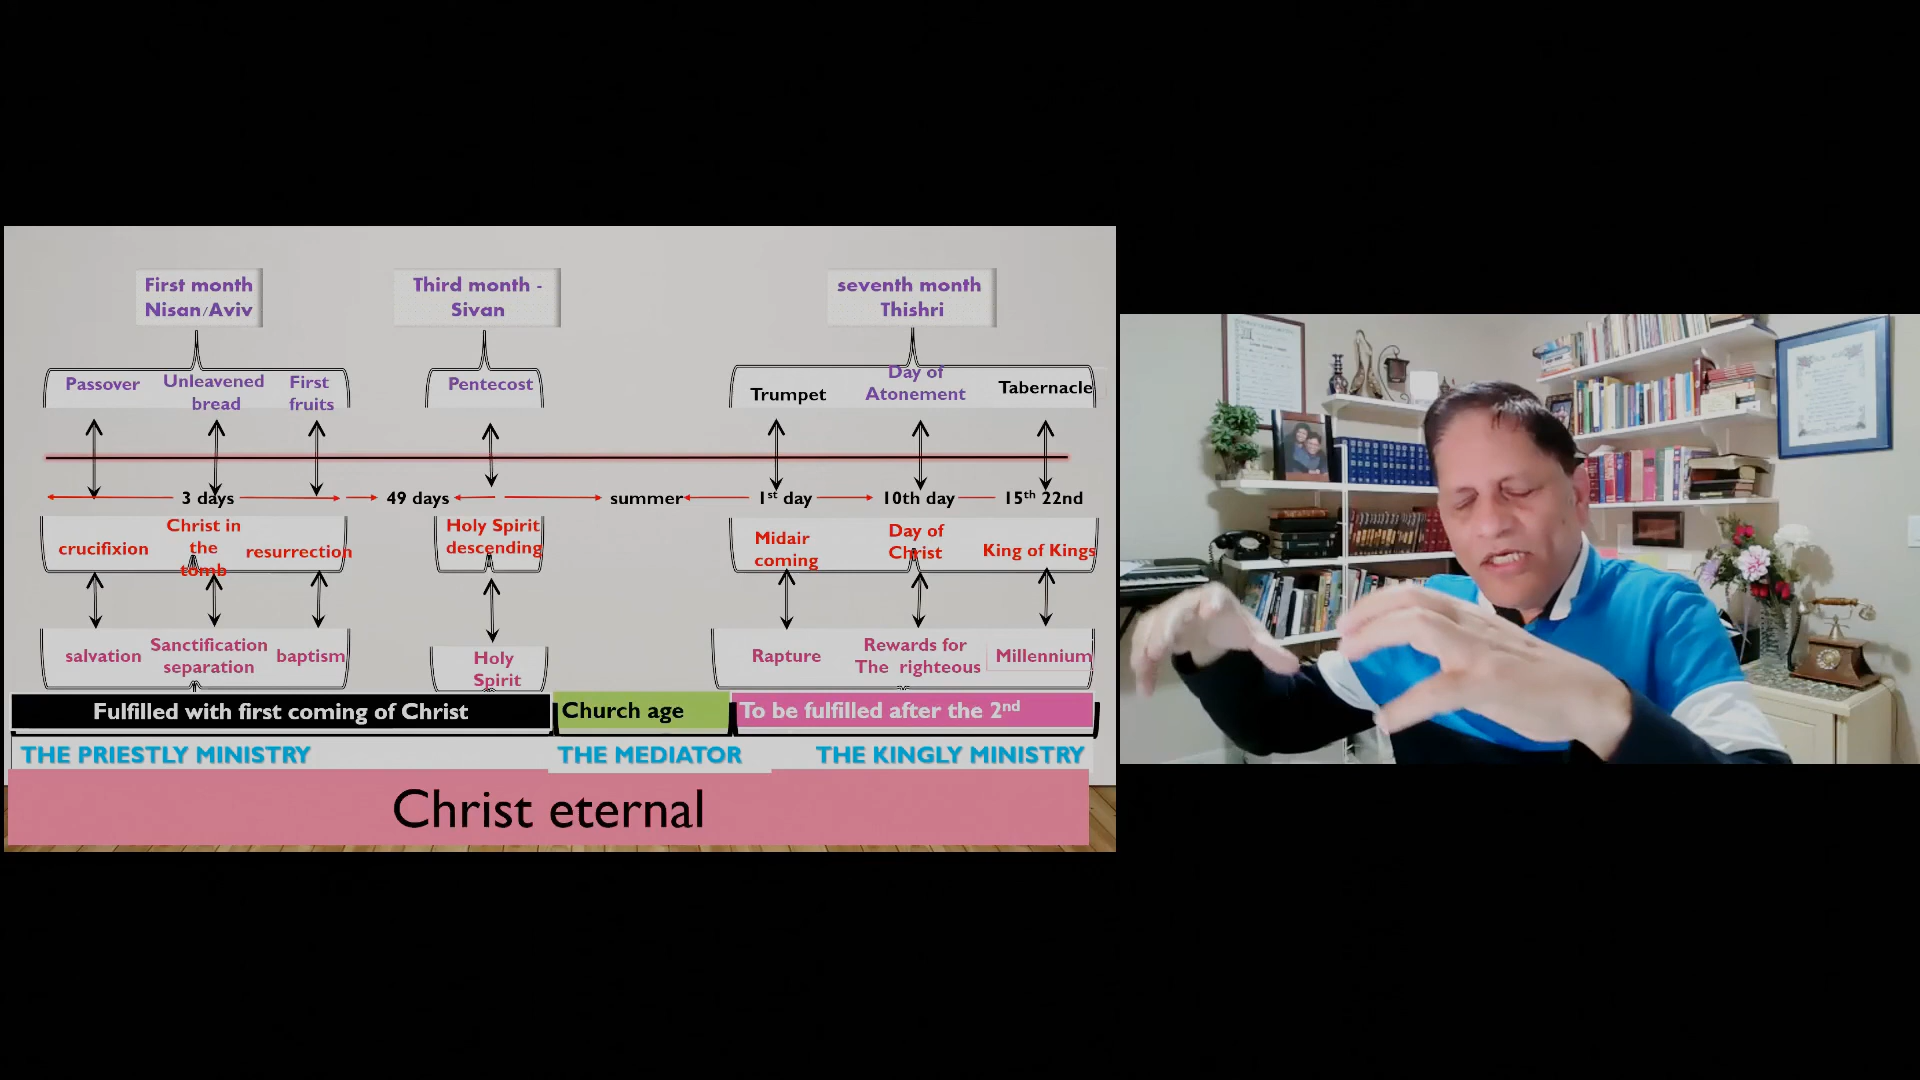 First month
Nisan/Aviv
Third month -
Sivan
seventh month
Thishri
Passover
Unleavened
bread
First
fruits
Pentecost
Trumpet
Day of
Atonement
Tabernacle
3 days
49 days
summer
1st day
10th day
15th 22nd
crucifixion
Christ in
the
tomb
resurrection
Holy Spirit
descending
Midair
coming
Day of
Christ
King of Kings
salvation
Sanctification
separation
baptism
Holy
Spirit
Rapture
Rewards for
The righteous
Millennium
Fulfilled with first coming of Christ
Church age
To be fulfilled after the 2nd
THE PRIESTLY MINISTRY
THE MEDIATOR
THE KINGLY MINISTRY
Christ eternal